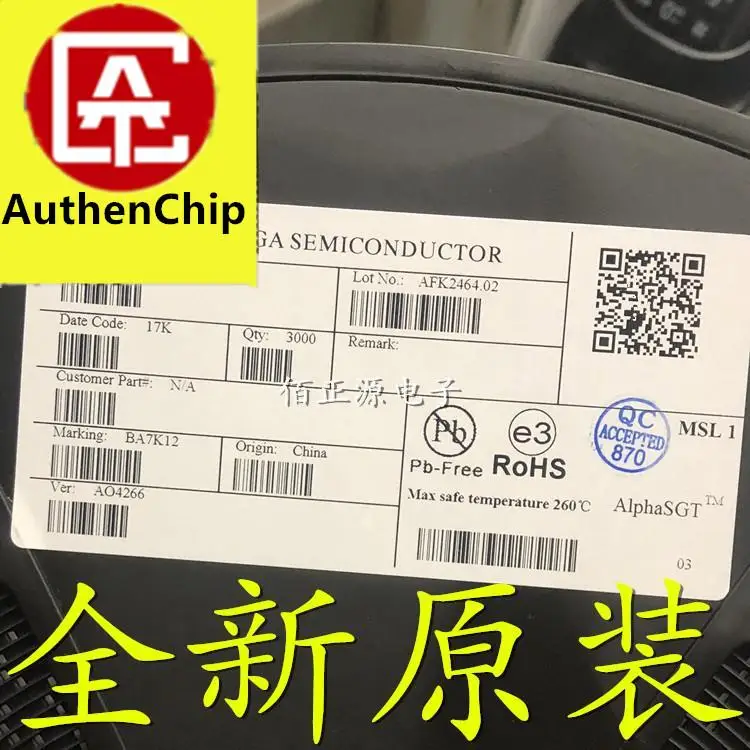 AuthenChip
GA SEMICONDUCTOR
Lot No.: AFK2464.02
Date Code: 17K
Qty: 3000
Remark:
Customer Part#: N/A
佰正源电子
Marking: BA7K12
Origin: China
Ver: AO4266
Pb
Pb-Free
e3
RoHS
QC
ACCEPTED
870
MSL 1
Max safe temperature 260℃
AlphaSGT™
03
全新原装